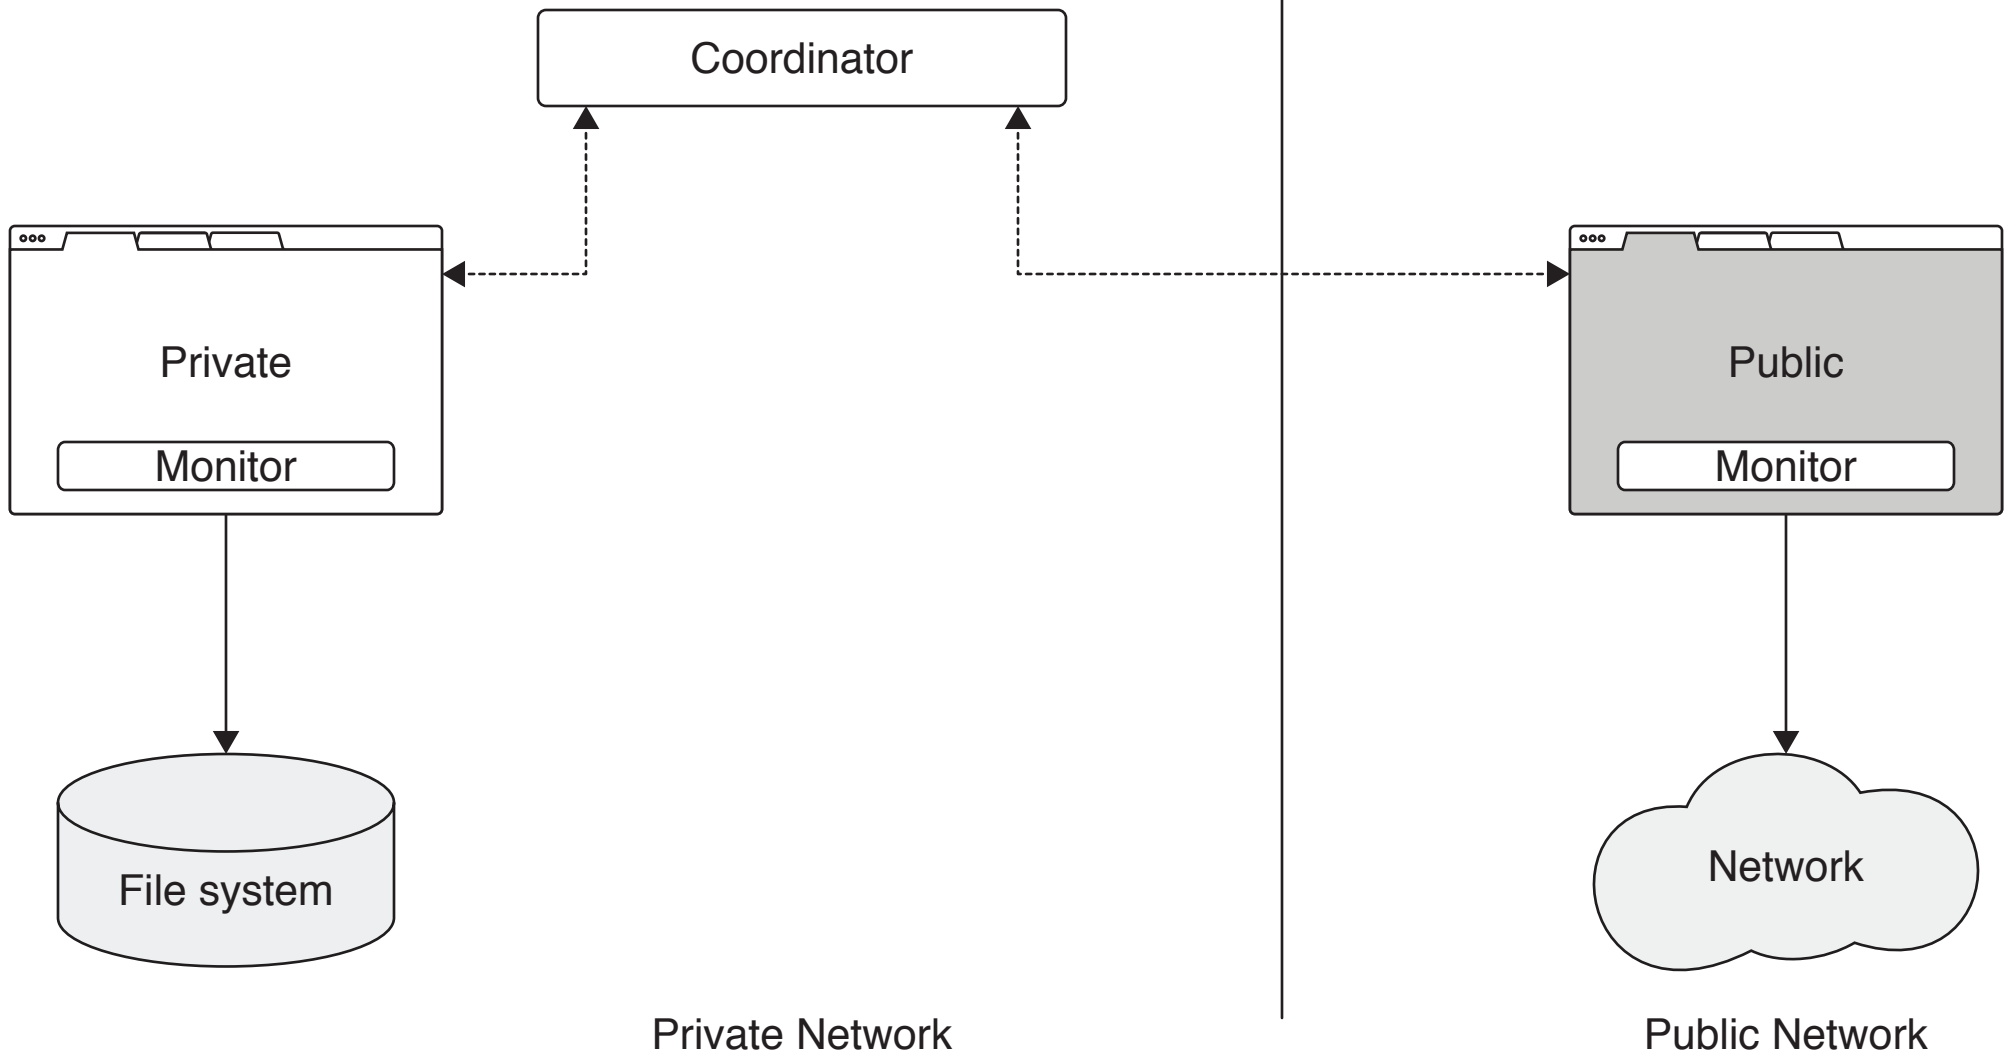 Coordinator
Private
Public
Monitor
Monitor
File system
Network
Private Network
Public Network